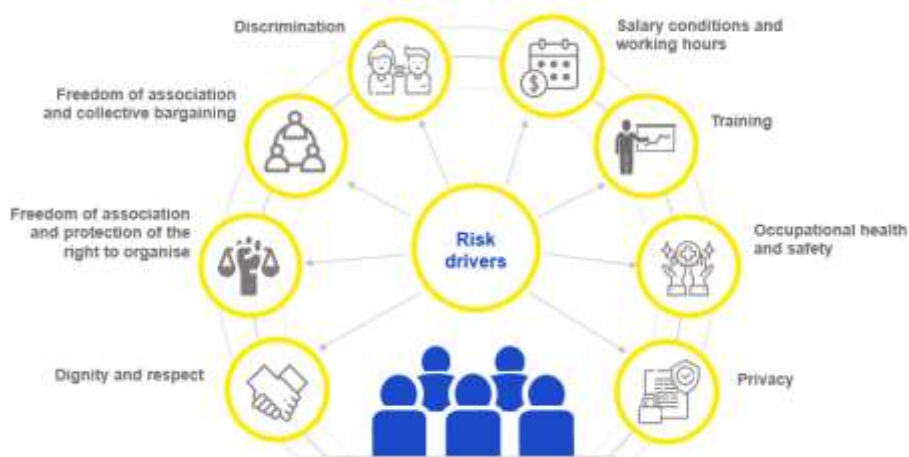 Discrimination
Salary conditions and
working hours
Freedom of association
and collective bargaining
Training
Freedom of association
and protection of the
right to organise
Risk
drivers
Occupational health
and safety
Dignity and respect
Privacy